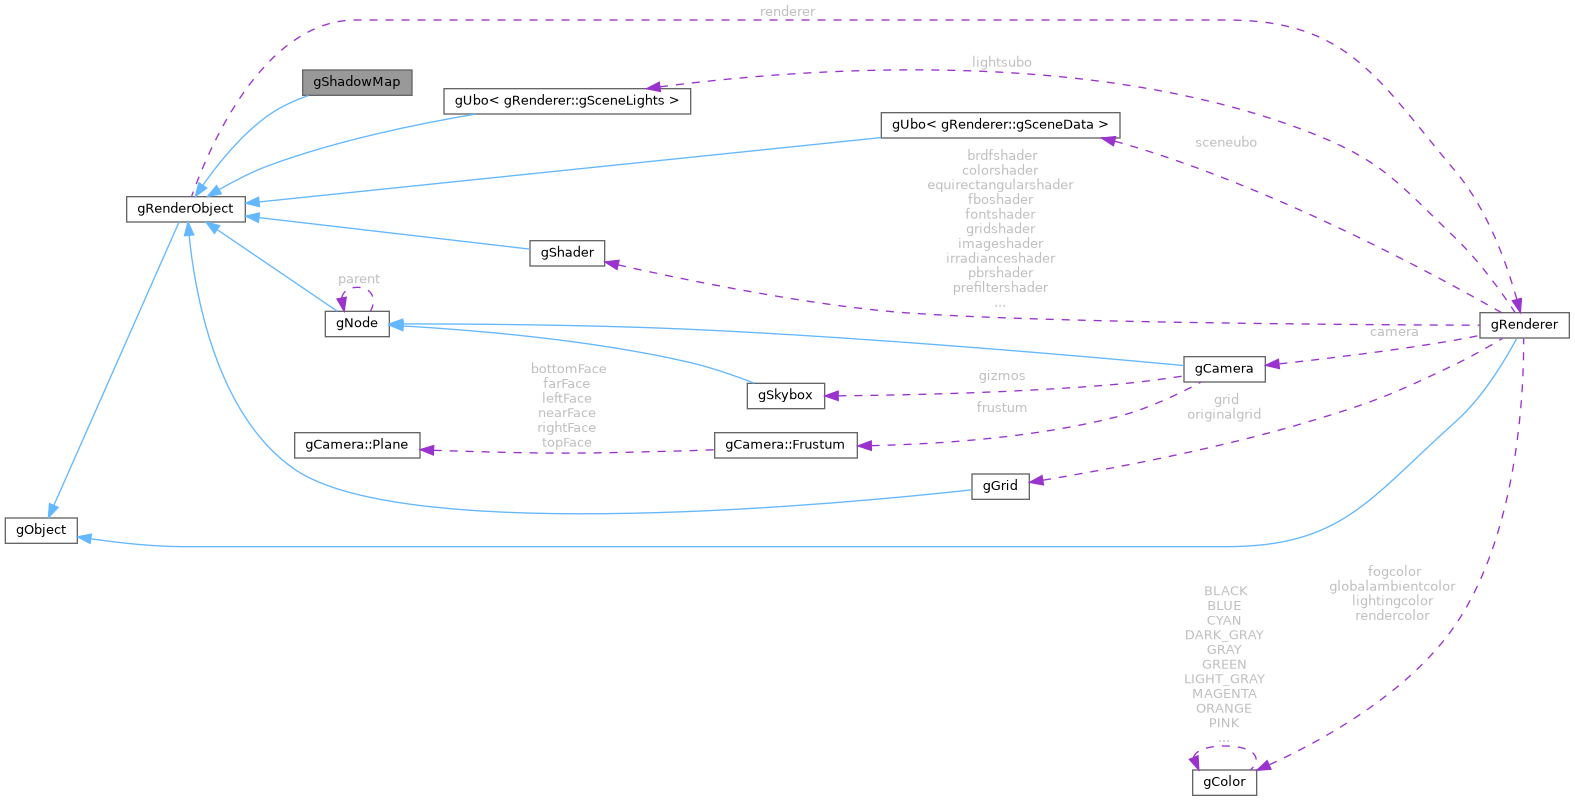 renderer
lightsubo
gShadowMap
gUbo< gRenderer::gSceneLights >
gUbo< gRenderer::gSceneData >
sceneubo
brdfshader
colorshader
equirectangularshader
fboshader
fontshader
gridshader
imageshader
irradianceshader
pbrshader
prefiltershader
...
gRenderObject
gShader
parent
gNode
gRenderer
camera
gCamera
gizmos
gSkybox
bottomFace
farFace
leftFace
nearFace
rightFace
topFace
frustum
grid
originalgrid
gCamera::Plane
gCamera::Frustum
gGrid
gObject
fogcolor
globalambientcolor
lightingcolor
rendercolor
BLACK
BLUE
CYAN
DARK_GRAY
GRAY
GREEN
LIGHT_GRAY
MAGENTA
ORANGE
PINK
...
gColor